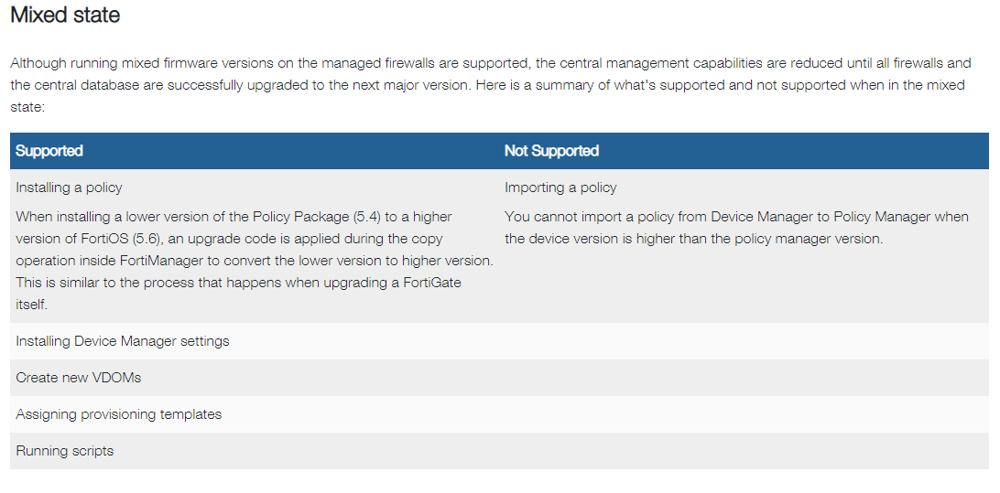 Mixed state
Although running mixed firmware versions on the managed firewalls are supported, the central management capabilities are reduced until all firewalls and
the central database are successfully upgraded to the next major version. Here is a summary of what's supported and not supported when in the mixed
state:
Supported
Not Supported
Installing a policy
When installing a lower version of the Policy Package (5.4) to a higher
version of FortiOS (5.6), an upgrade code is applied during the copy
operation inside FortiManager to convert the lower version to higher version.
This is similar to the process that happens when upgrading a FortiGate
itself.
Importing a policy
You cannot import a policy from Device Manager to Policy Manager when
the device version is higher than the policy manager version.
Installing Device Manager settings
Create new VDOMs
Assigning provisioning templates
Running scripts